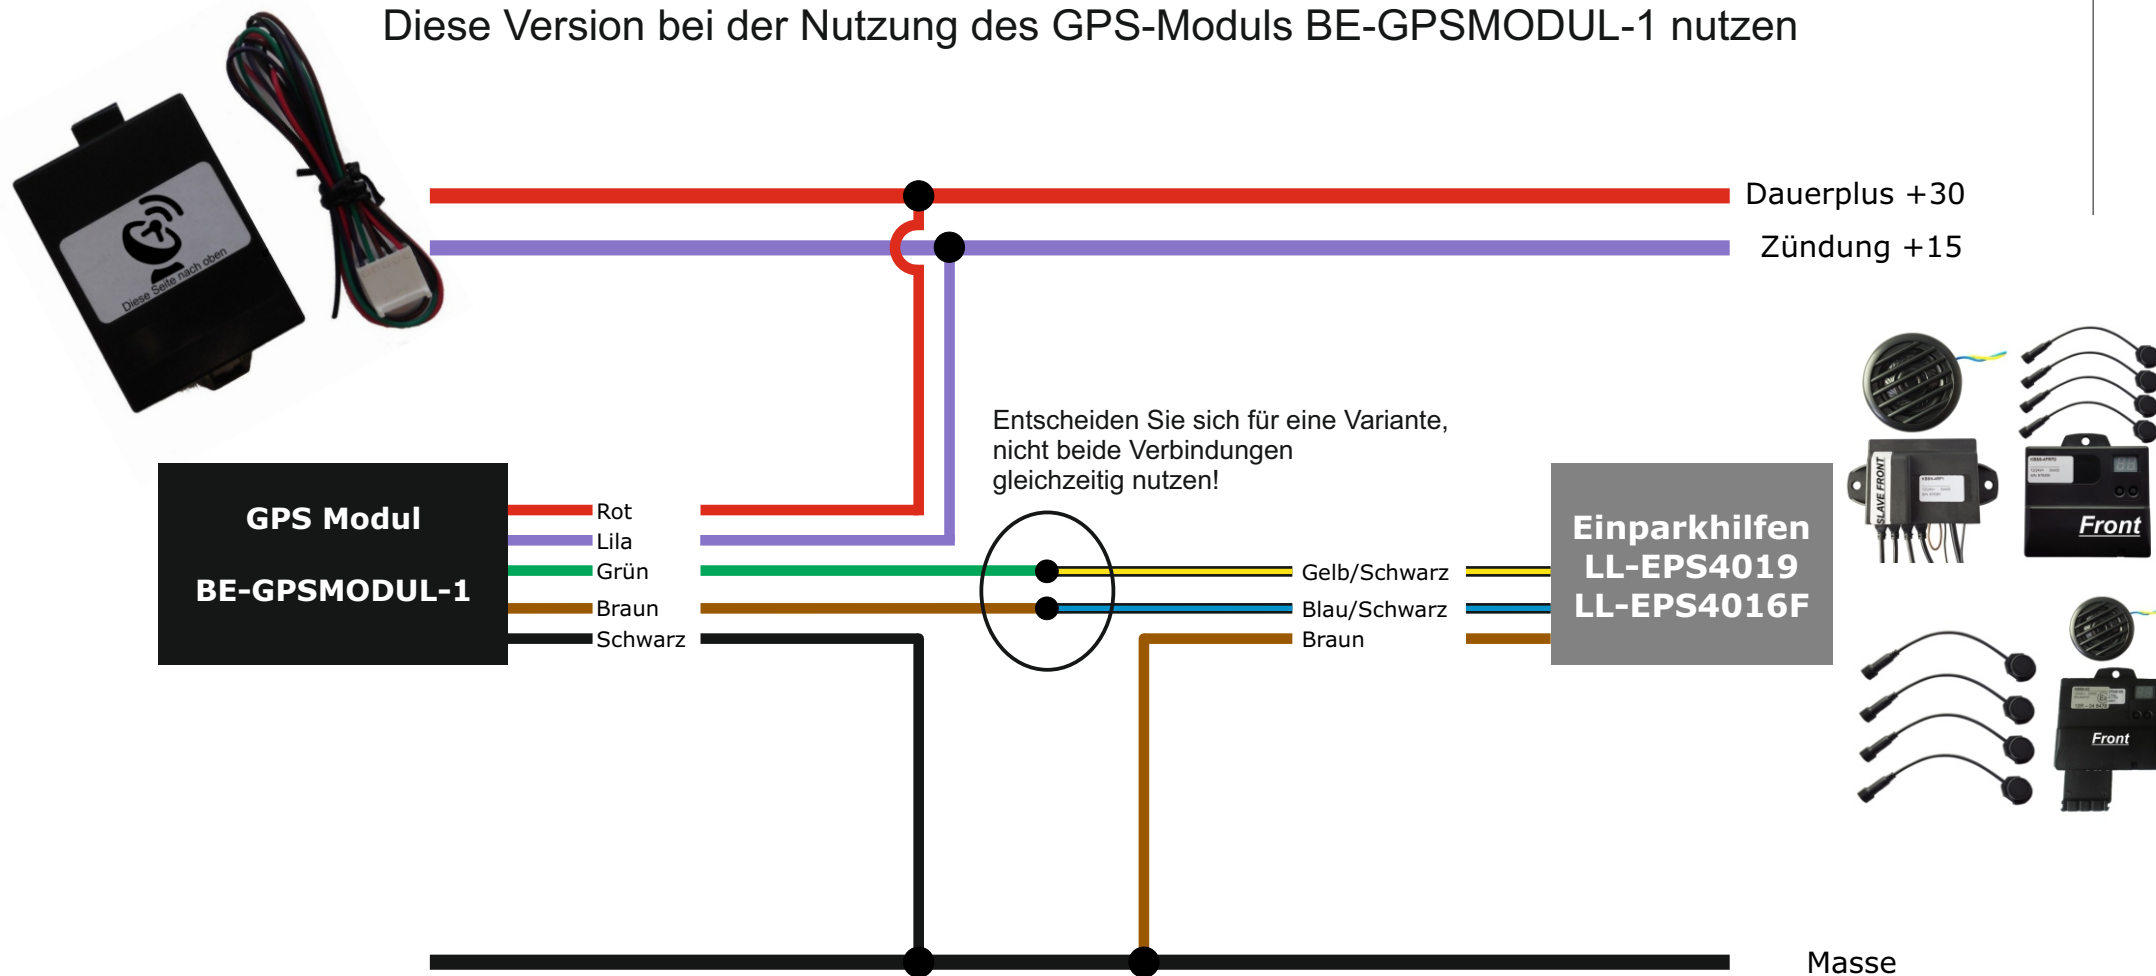 Diese Version bei der Nutzung des GPS-Moduls BE-GPSMODUL-1 nutzen
Diese Seite nach oben
Dauerplus +30
Zündung +15
Entscheiden Sie sich für eine Variante,
nicht beide Verbindungen
gleichzeitig nutzen!
GPS Modul
BE-GPSMODUL-1
Rot
Lila
Grün
Braun
Schwarz
Gelb/Schwarz
Blau/Schwarz
Braun
Einparkhilfen
LL-EPS4019
LL-EPS4016F
SLAVE FRONT
Front
Front
Masse